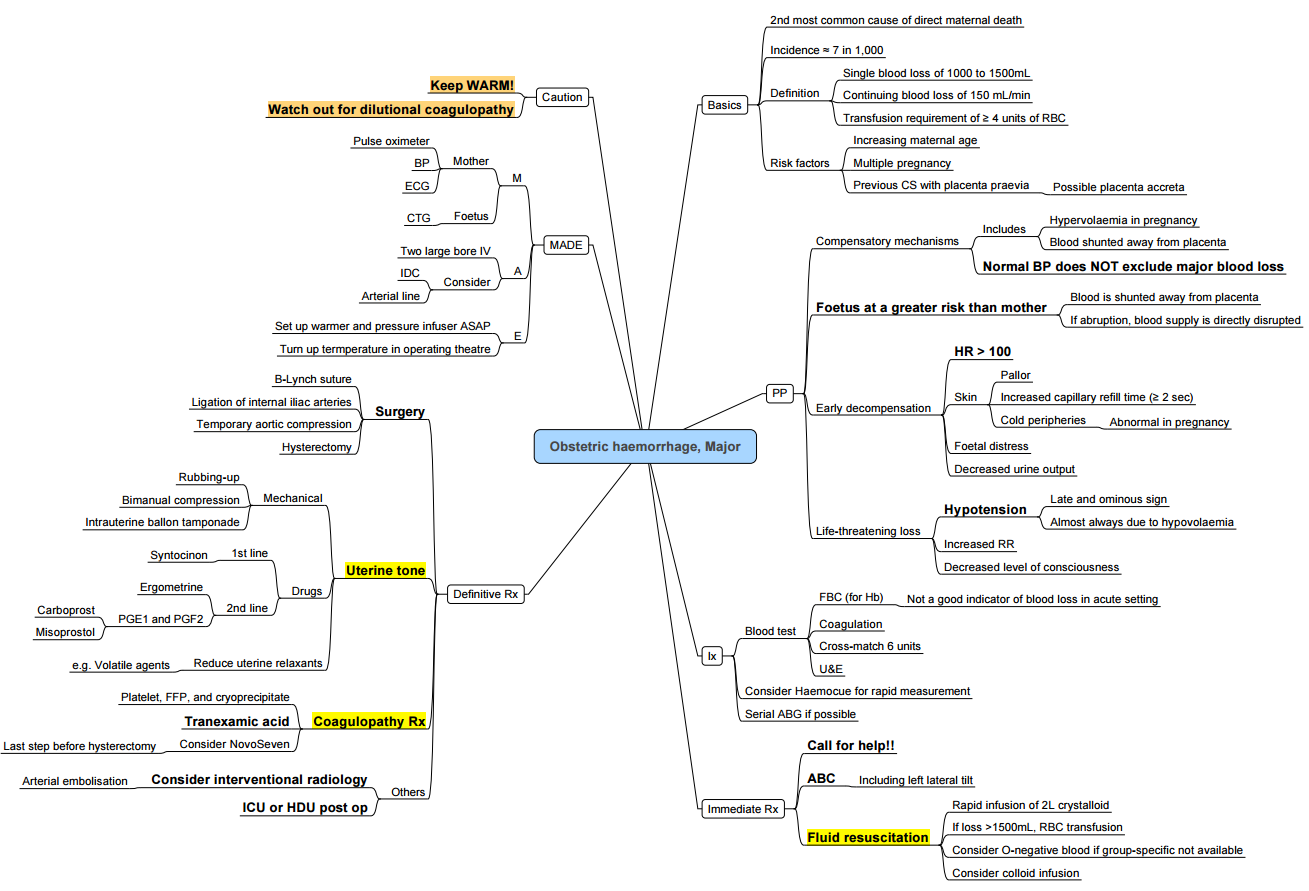 Obstetric haemorrhage, Major
Basics
2nd most common cause of direct maternal death
Incidence ≈ 7 in 1,000
Definition
Single blood loss of 1000 to 1500mL
Continuing blood loss of 150 mL/min
Transfusion requirement of ≥ 4 units of RBC
Risk factors
Increasing maternal age
Multiple pregnancy
Previous CS with placenta praevia
Possible placenta accreta
PP
Compensatory mechanisms
Includes
Hypervolaemia in pregnancy
Blood shunted away from placenta
Normal BP does NOT exclude major blood loss
Foetus at a greater risk than mother
Blood is shunted away from placenta
If abruption, blood supply is directly disrupted
Early decompensation
HR > 100
Skin
Pallor
Increased capillary refill time (≥ 2 sec)
Cold peripheries
Abnormal in pregnancy
Foetal distress
Decreased urine output
Life-threatening loss
Hypotension
Late and ominous sign
Almost always due to hypovolaemia
Increased RR
Decreased level of consciousness
Ix
Blood test
FBC (for Hb)
Not a good indicator of blood loss in acute setting
Coagulation
Cross-match 6 units
U&E
Consider Haemocue for rapid measurement
Serial ABG if possible
Immediate Rx
Call for help!!
ABC
Including left lateral tilt
Fluid resuscitation
Rapid infusion of 2L crystalloid
If loss >1500mL, RBC transfusion
Consider O-negative blood if group-specific not available
Consider colloid infusion
Caution
Keep WARM!
Watch out for dilutional coagulopathy
MADE
M
Mother
Pulse oximeter
BP
ECG
Foetus
CTG
A
Two large bore IV
Consider
IDC
Arterial line
E
Set up warmer and pressure infuser ASAP
Turn up termperature in operating theatre
Definitive Rx
Surgery
B-Lynch suture
Ligation of internal iliac arteries
Temporary aortic compression
Hysterectomy
Uterine tone
Mechanical
Rubbing-up
Bimanual compression
Intrauterine ballon tamponade
Drugs
1st line
Syntocinon
2nd line
Ergometrine
PGE1 and PGF2
Carboprost
Misoprostol
Reduce uterine relaxants
e.g. Volatile agents
Coagulopathy Rx
Platelet, FFP, and cryoprecipitate
Tranexamic acid
Consider NovoSeven
Last step before hysterectomy
Others
Consider interventional radiology
Arterial embolisation
ICU or HDU post op